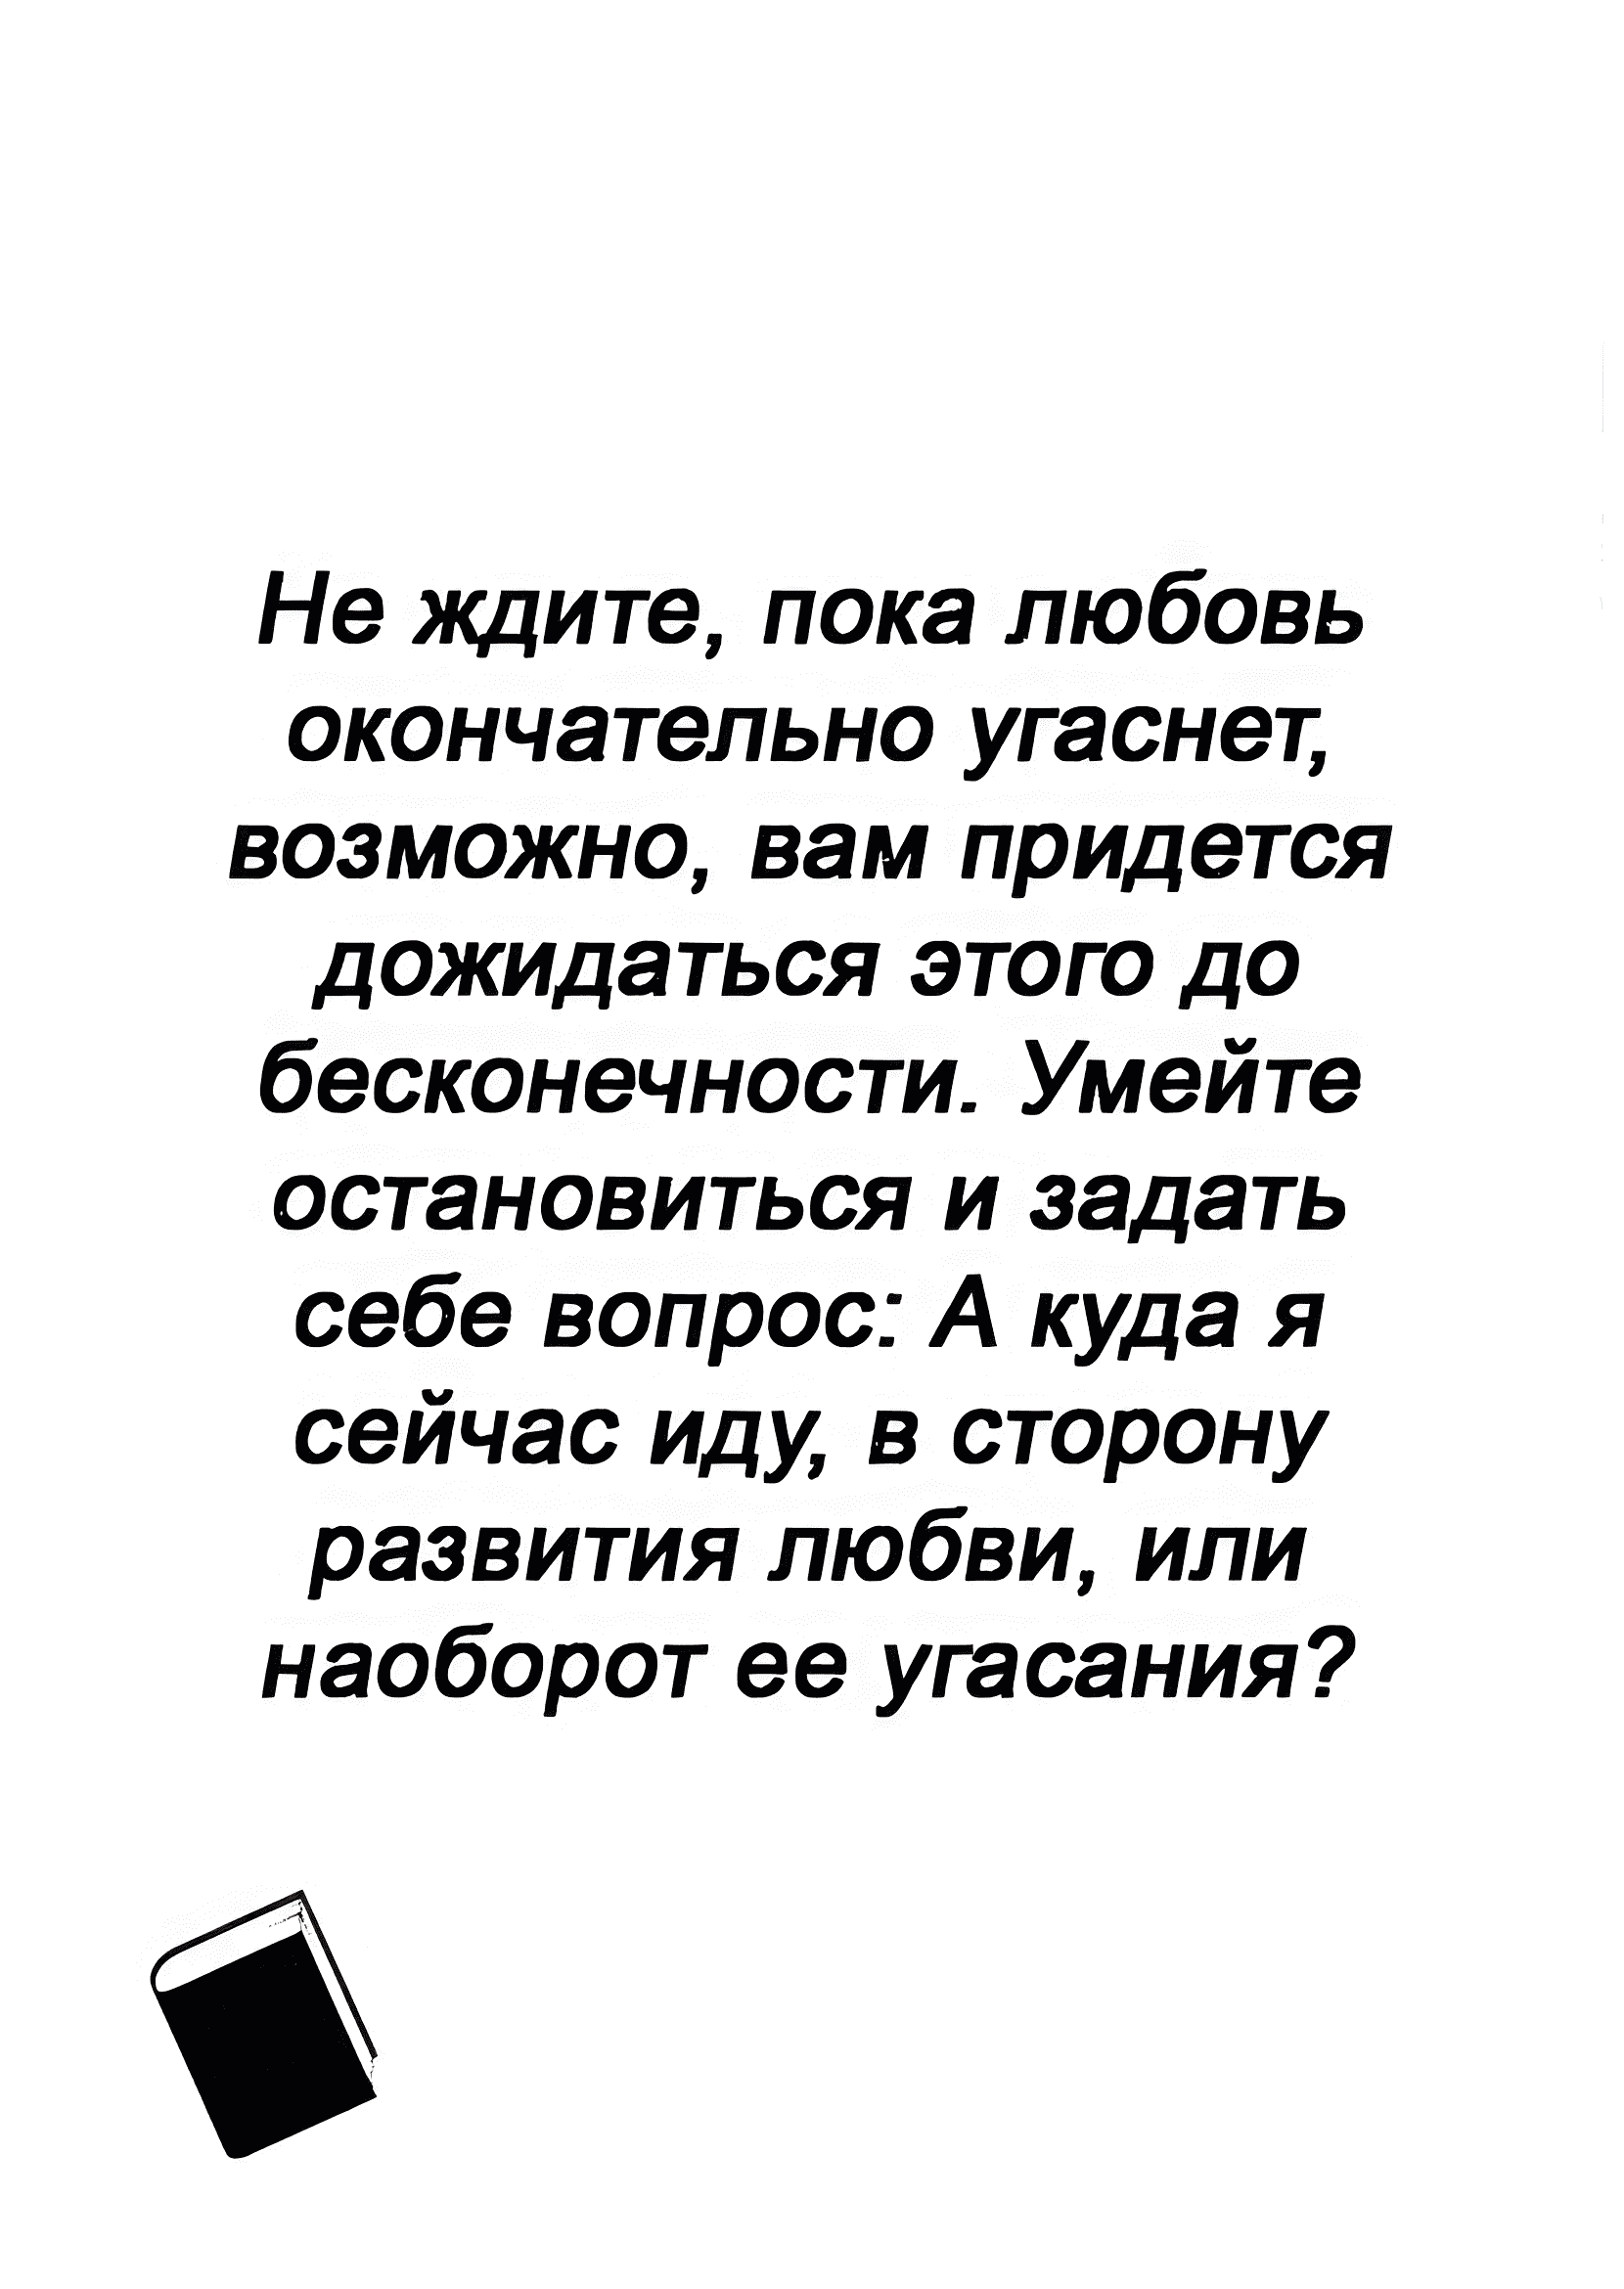 Не ждите, пока любовь
окончательно угаснет,
возможно, вам придется
дожидаться этого до
бесконечности. Умейте
остановиться и задать
себе вопрос: А куда я
сейчас иду, в сторону
развития любви, или
наоборот ее угасания?